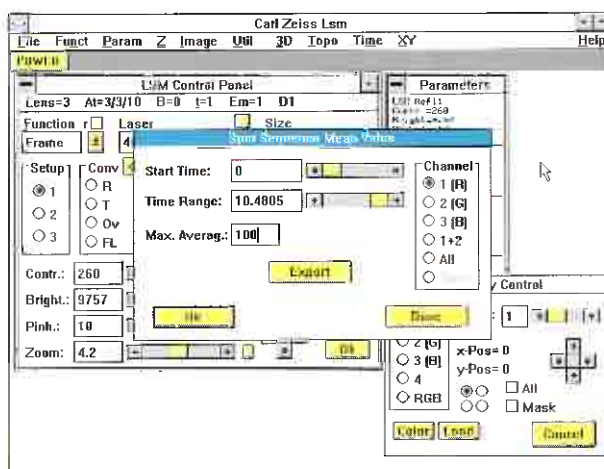 Carl Zeiss Lsm
File Funct Param Z Image Util 3D Topo Time XY Help
LSM Control Panel
Lens=3 At=3/3/10 B=0 t=1 Em=1 D1
Function r Laser Size
Frame
Setup
1
2
3
Conv
R
T
Ov
FL
Contr.: 260
Bright.: 9757
Pinh.: 10
Zoom: 4.2
Parameters
Spot Sequence Mean Value
Start Time: 0
Time Range: 10.4805
Max. Averag.: 100
Export
Channel
1 (R)
2 (G)
3 (B)
1+2
All
y Control
: 1
2 (G)
3 (B)
4
RGB
x-Pos= 0
y-Pos= 0
All
Mask
Color Load Cancel